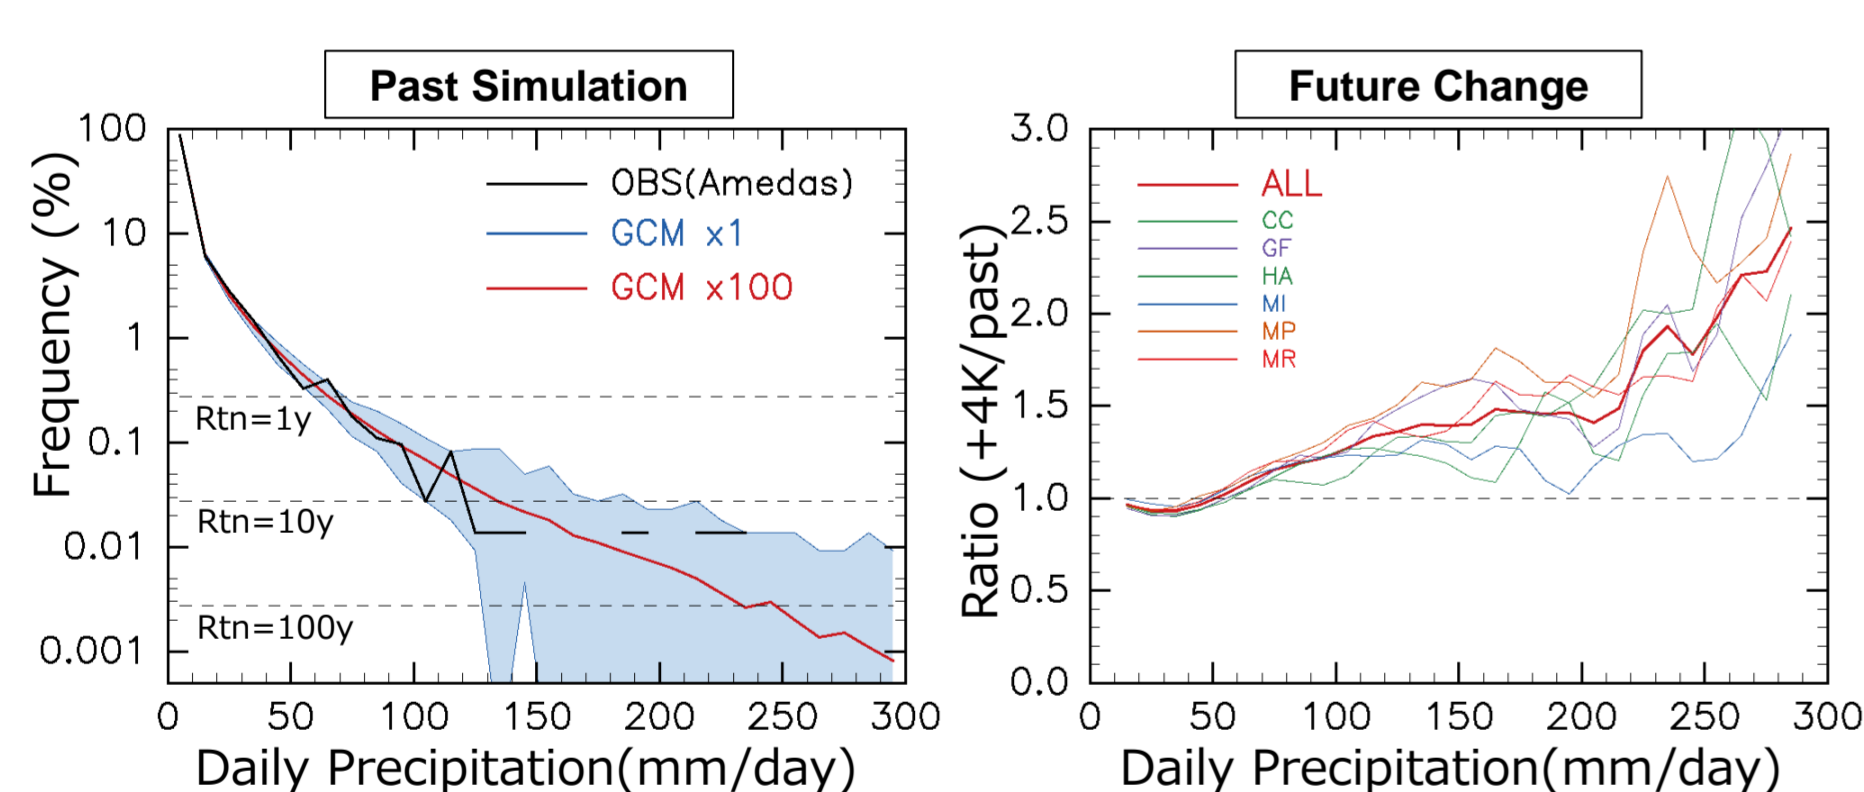 Past Simulation
Frequency (%)
100
10
1
0.1
0.01
0.001
OBS(Amedas)
GCM x1
GCM x100
Rtn=1y
Rtn=10y
Rtn=100y
0 50 100 150 200 250 300
Daily Precipitation(mm/day)
Future Change
Ratio (+4K/past)
3.0
2.5
2.0
1.5
1.0
0.5
0.0
ALL
CC
GF
HA
MI
MP
MR
0 50 100 150 200 250 300
Daily Precipitation(mm/day)